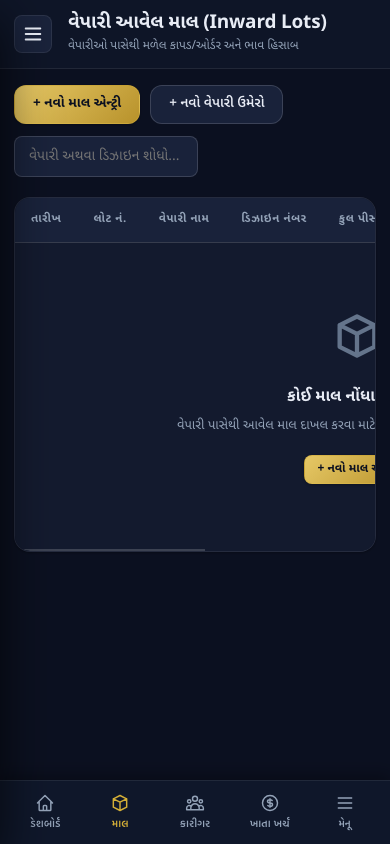 વેપારી આવેલ માલ (Inward Lots)
વેપારીઓ પાસેથી મળેલ કાપડ/ઓર્ડર અને ભાવ હિસાબ
+ નવો માલ એન્ટ્રી
+ નવો વેપારી ઉમેરો
વેપારી અથવા ડિઝાઇન શોધો...
તારીખ લોટ નં. વેપારી નામ ડિઝાઇન નંબર કુલ
કોઈ માલ
વેપારી પાસેથી આવેલ માલ દાખલ કરવા માટે
+ નવો માલ
ડેશબોર્ડ માલ કારીગર ખાતા ખર્ચ મેનૂ